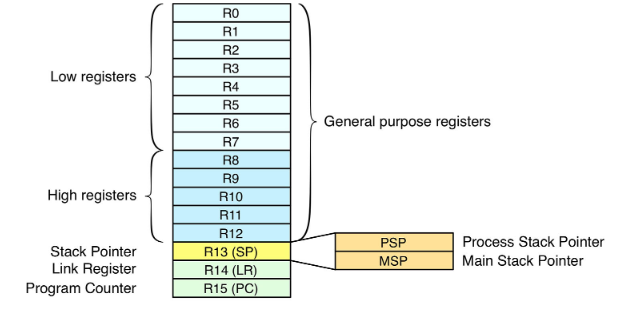 R0
R1
R2
R3
Low registers
R4
R5
R6
General purpose registers
R7
R8
R9
High registers
R10
R11
R12
PSP
Process Stack Pointer
Stack Pointer
R13 (SP)
MSP
Main Stack Pointer
Link Register
R14 (LR)
Program Counter
R15 (PC)